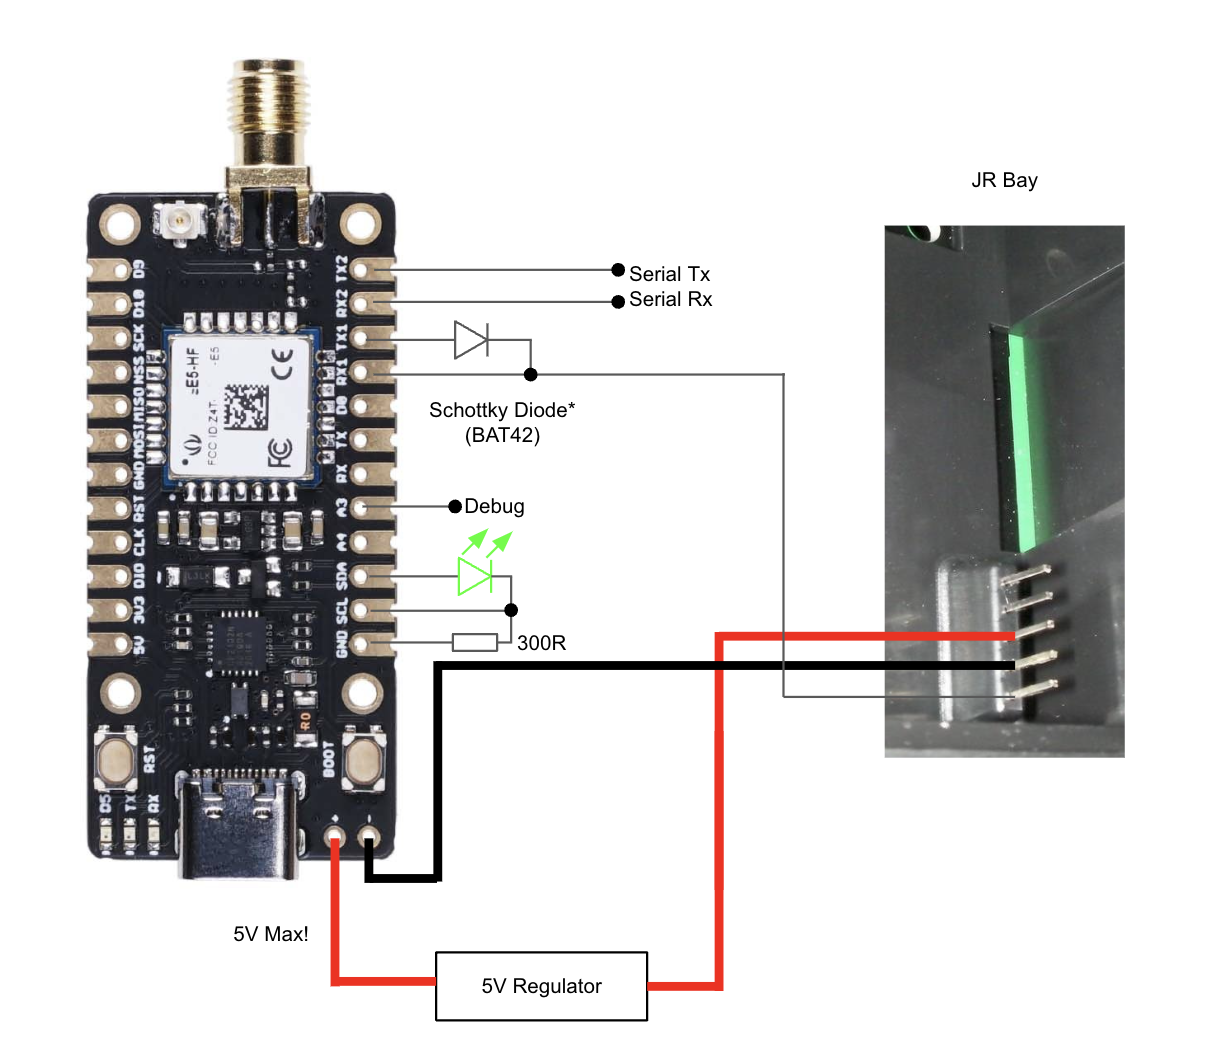 JR Bay
TX2
RX2
TX1
RX1
D0
TX
RX
A3
A4
SDA
SCL
GND
D9
D10
SCK
NSS
MISO
MOSI
GND
RST
CLK
DIO
3V3
5V
Serial Tx
Serial Rx
E5-HF
-E5
CE
FCC ID:Z4T
FC
Schottky Diode*
(BAT42)
Debug
300R
R0
RST
BOOT
D5
TX
RX
+
-
5V Max!
5V Regulator